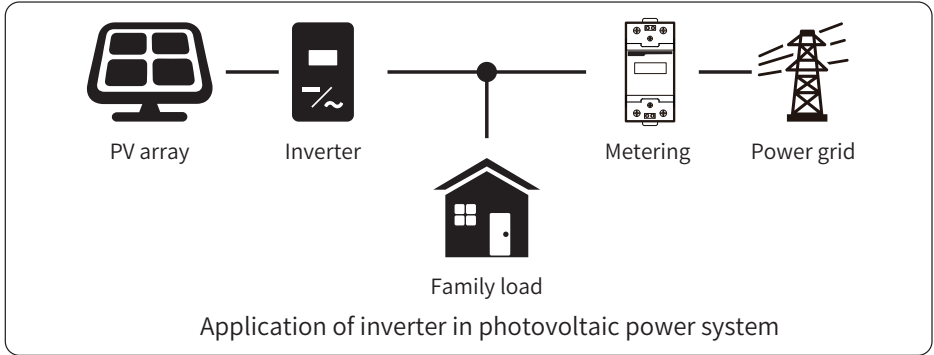 PV array
Inverter
Metering
Power grid
Family load
Application of inverter in photovoltaic power system